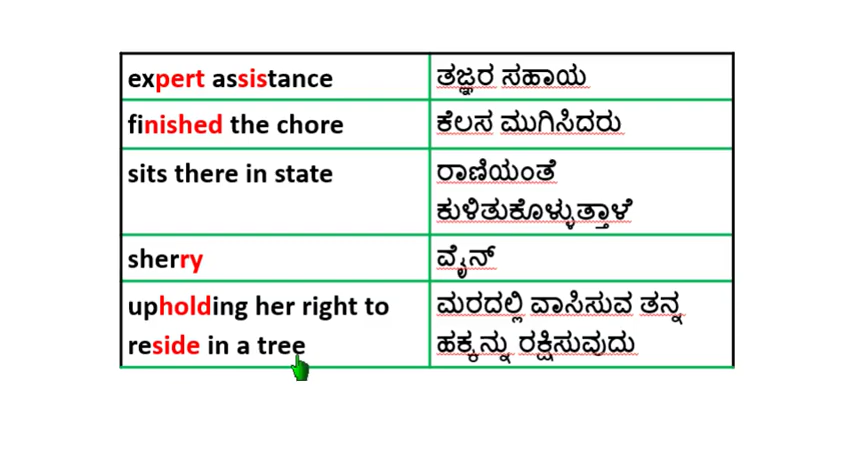 expert assistance ತಜ್ಞರ ಸಹಾಯ
finished the chore ಕೆಲಸ ಮುಗಿಸಿದರು
sits there in state ರಾಣಿಯಂತೆ
ಕುಳಿತುಕೊಳ್ಳುತ್ತಾಳೆ
sherry ವೈನ್
upholding her right to ಮರದಲ್ಲಿ ವಾಸಿಸುವ ತನ್ನ
reside in a tree ಹಕ್ಕನ್ನು ರಕ್ಷಿಸುವುದು